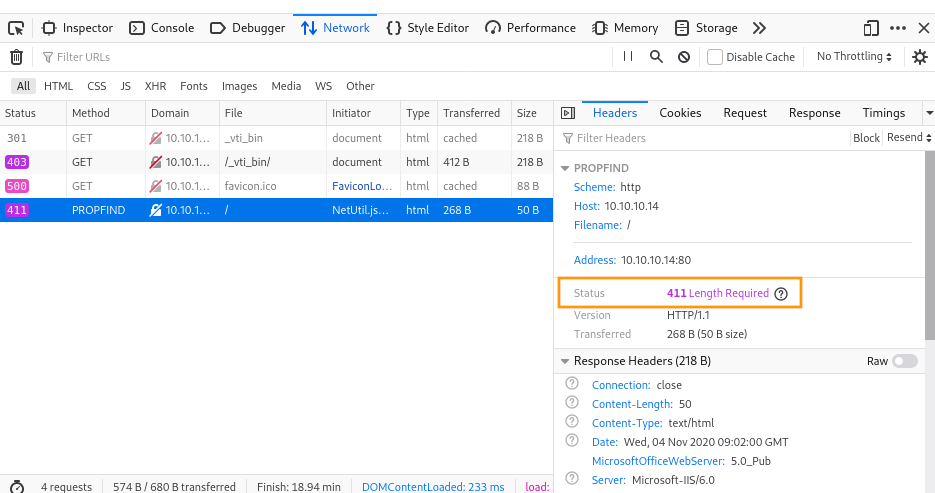 Inspector Console Debugger Network Style Editor Performance Memory Storage
Filter URLs Disable Cache No Throttling
All HTML CSS JS XHR Fonts Images Media WS Other
Status Method Domain File Initiator Type Transferred Size
301 GET 10.10.1... _vti_bin document html cached 218 B
403 GET 10.10.1... /_vti_bin/ document html 412 B 218 B
500 GET 10.10.1... favicon.ico FaviconLo... html cached 88 B
411 PROPFIND 10.10.1... / NetUtil.js... html 268 B 50 B
4 requests 574 B / 680 B transferred Finish: 18.94 min DOMContentLoaded: 233 ms load:
Headers Cookies Request Response Timings
Filter Headers Block Resend
PROPFIND
Scheme: http
Host: 10.10.10.14
Filename: /
Address: 10.10.10.14:80
Status 411 Length Required
Version HTTP/1.1
Transferred 268 B (50 B size)
Response Headers (218 B) Raw
Connection: close
Content-Length: 50
Content-Type: text/html
Date: Wed, 04 Nov 2020 09:02:00 GMT
MicrosoftOfficeWebServer: 5.0_Pub
Server: Microsoft-IIS/6.0